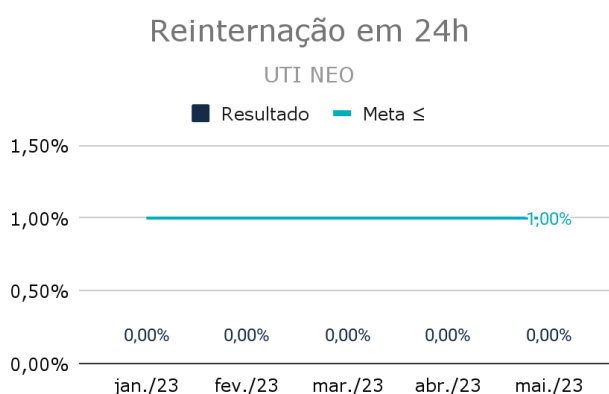 Reinternação em 24h
UTI NEO
Resultado Meta ≤
1,50%
1,00%
1,00%
0,50%
0,00% 0,00% 0,00% 0,00% 0,00%
0,00%
jan./23 fev./23 mar./23 abr./23 mai./23